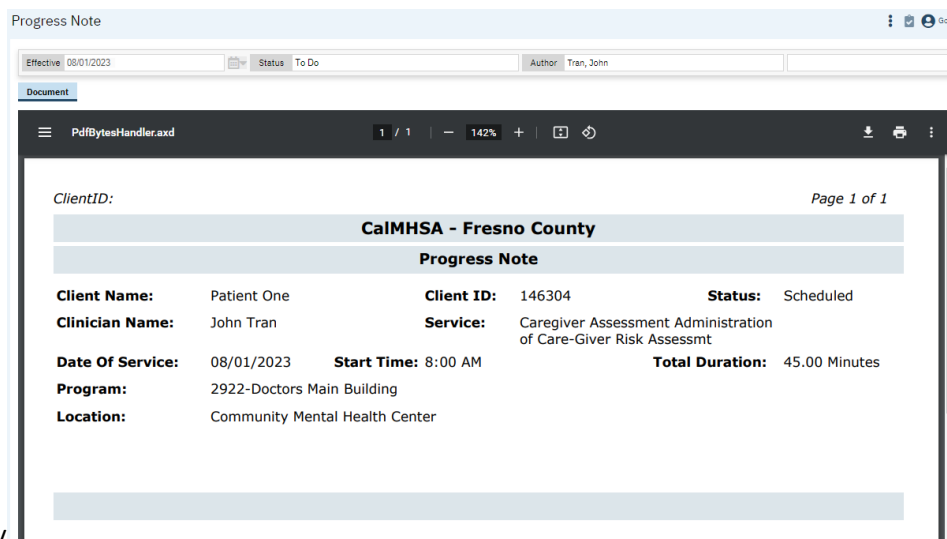 Progress Note
Effective 08/01/2023 Status To Do Author Tran, John
Document
PdfBytesHandler.axd 1 / 1 | − 142% + |
ClientID: Page 1 of 1
CalMHSA - Fresno County
Progress Note
Client Name: Patient One Client ID: 146304 Status: Scheduled
Clinician Name: John Tran Service: Caregiver Assessment Administration
of Care-Giver Risk Assessmt
Date Of Service: 08/01/2023 Start Time: 8:00 AM Total Duration: 45.00 Minutes
Program: 2922-Doctors Main Building
Location: Community Mental Health Center